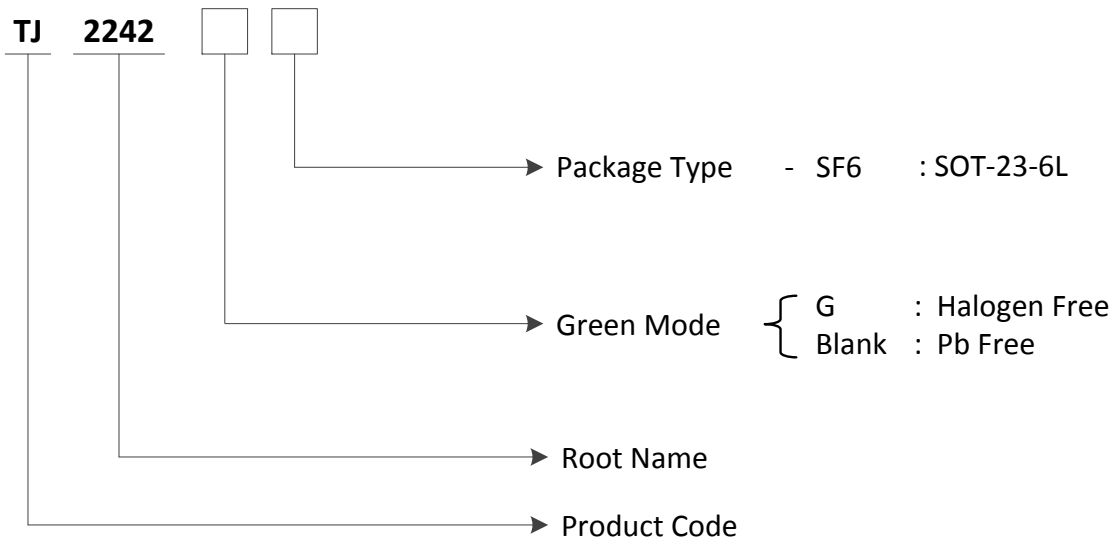 TJ 2242
Package Type - SF6 : SOT-23-6L
Green Mode { G : Halogen Free
Blank : Pb Free
Root Name
Product Code